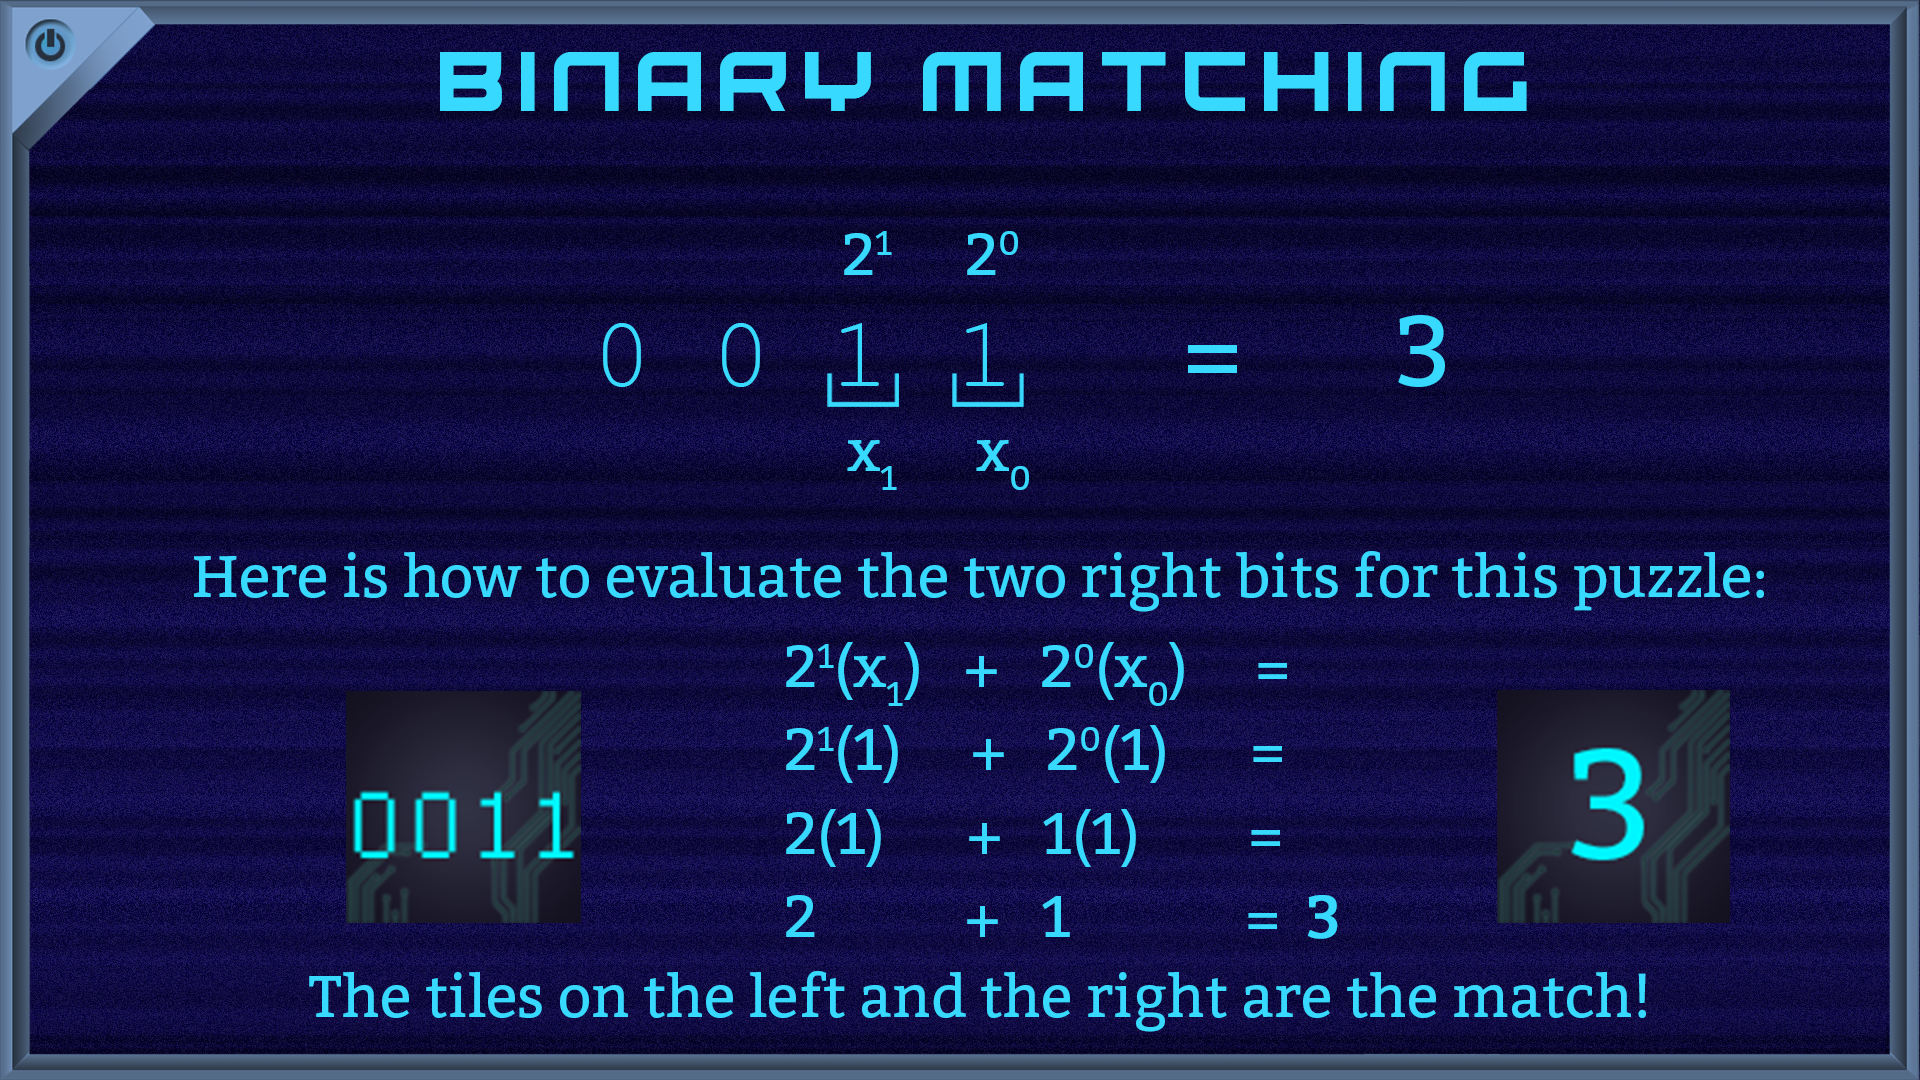 BINARY MATCHING
2¹ 2⁰
0 0 1 1 = 3
x₁ x₀
Here is how to evaluate the two right bits for this puzzle:
2¹(x₁) + 2⁰(x₀) =
2¹(1) + 2⁰(1) =
2(1) + 1(1) =
2 + 1 = 3
0011
3
The tiles on the left and the right are the match!